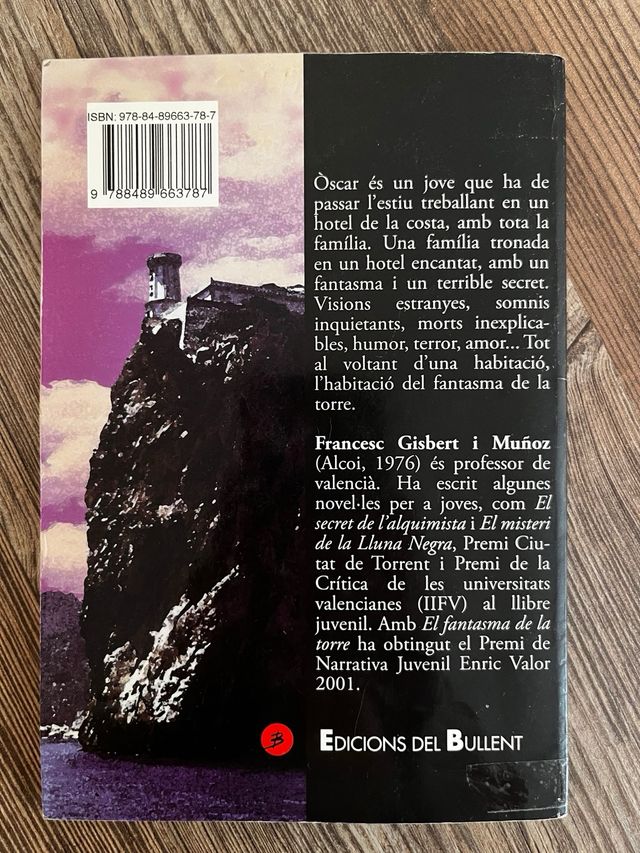 ISBN: 978-84-89663-78-7
9 788489 663787
Òscar és un jove que ha de
passar l'estiu treballant en un
hotel de la costa, amb tota la
família. Una família tronada
en un hotel encantat, amb un
fantasma i un terrible secret.
Visions estranyes, somnis
inquietants, morts inexplica-
bles, humor, terror, amor... Tot
al voltant d'una habitació,
l'habitació del fantasma de la
torre.
Francesc Gisbert i Muñoz
(Alcoi, 1976) és professor de
valencià. Ha escrit algunes
novel·les per a joves, com El
secret de l'alquimista i El misteri
de la Lluna Negra, Premi Ciu-
tat de Torrent i Premi de la
Crítica de les universitats
valencianes (IIFV) al llibre
juvenil. Amb El fantasma de la
torre ha obtingut el Premi de
Narrativa Juvenil Enric Valor
2001.
B EDICIONS DEL BULLENT